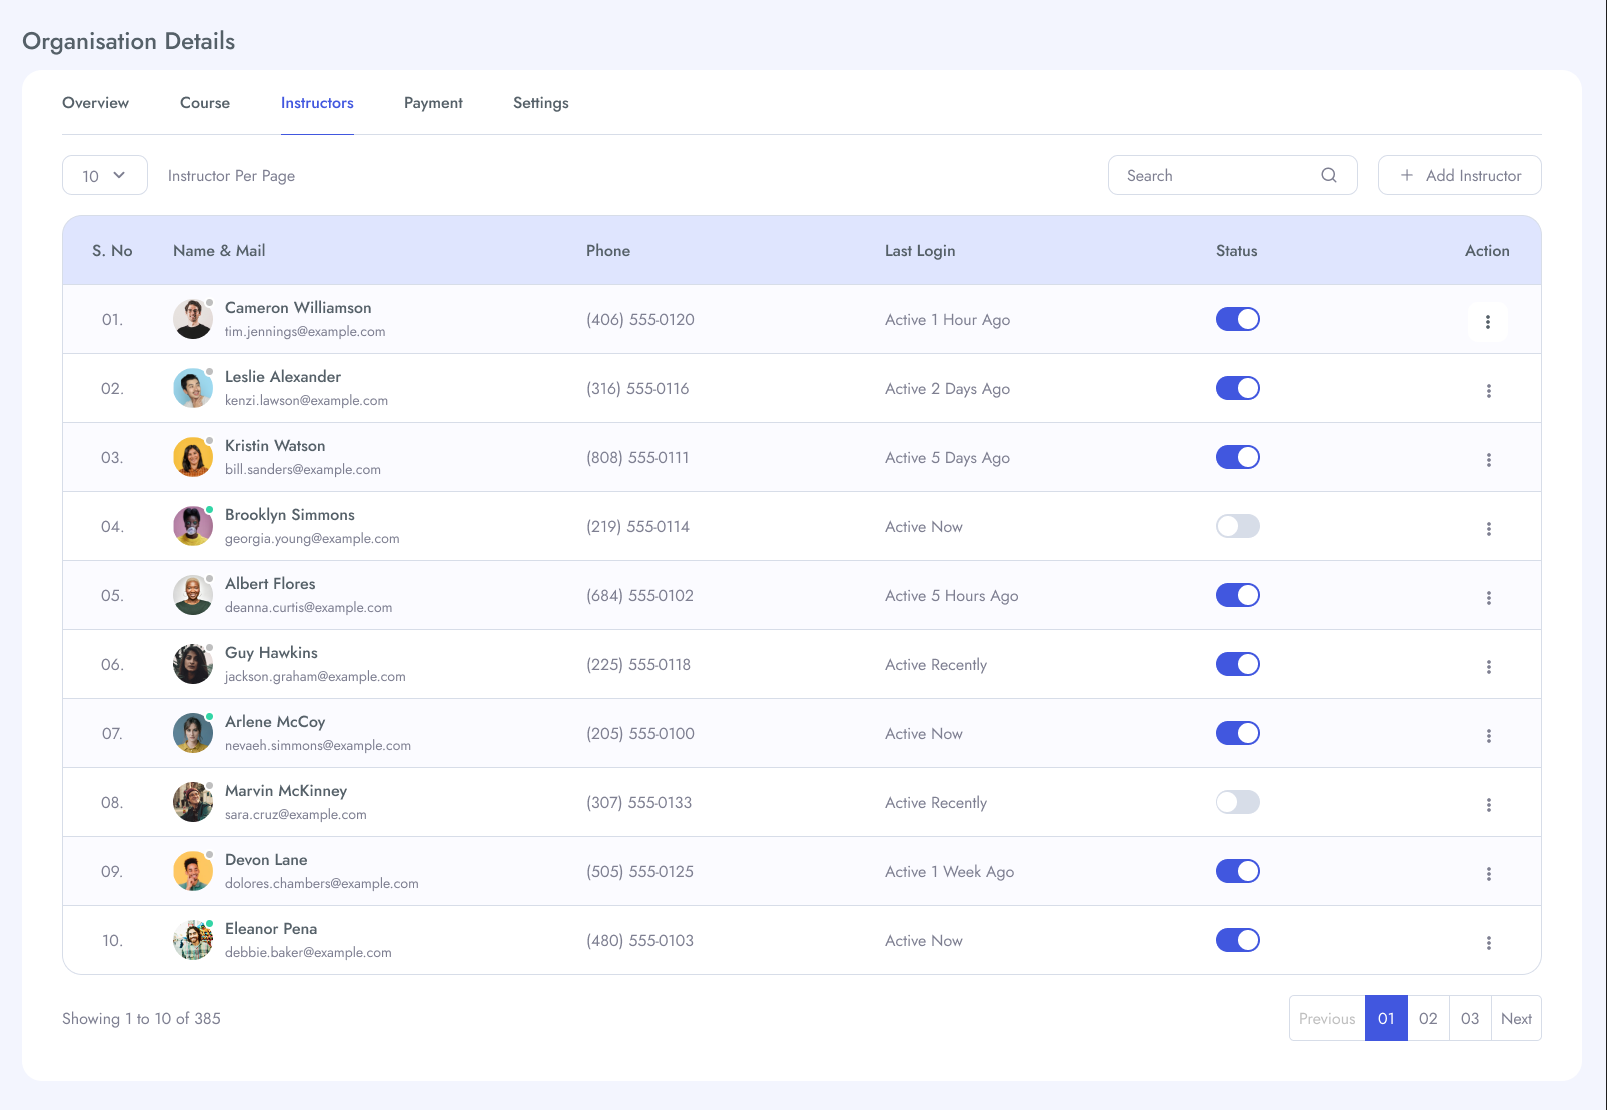 Organisation Details
Overview Course Instructors Payment Settings
10 Instructor Per Page Search Add Instructor
S. No Name & Mail Phone Last Login Status Action
01. Cameron Williamson (406) 555-0120 Active 1 Hour Ago
tim.jennings@example.com
02. Leslie Alexander (316) 555-0116 Active 2 Days Ago
kenzi.lawson@example.com
03. Kristin Watson (808) 555-0111 Active 5 Days Ago
bill.sanders@example.com
04. Brooklyn Simmons (219) 555-0114 Active Now
georgia.young@example.com
05. Albert Flores (684) 555-0102 Active 5 Hours Ago
deanna.curtis@example.com
06. Guy Hawkins (225) 555-0118 Active Recently
jackson.graham@example.com
07. Arlene McCoy (205) 555-0100 Active Now
nevaeh.simmons@example.com
08. Marvin McKinney (307) 555-0133 Active Recently
sara.cruz@example.com
09. Devon Lane (505) 555-0125 Active 1 Week Ago
dolores.chambers@example.com
10. Eleanor Pena (480) 555-0103 Active Now
debbie.baker@example.com
Showing 1 to 10 of 385 Previous 01 02 03 Next